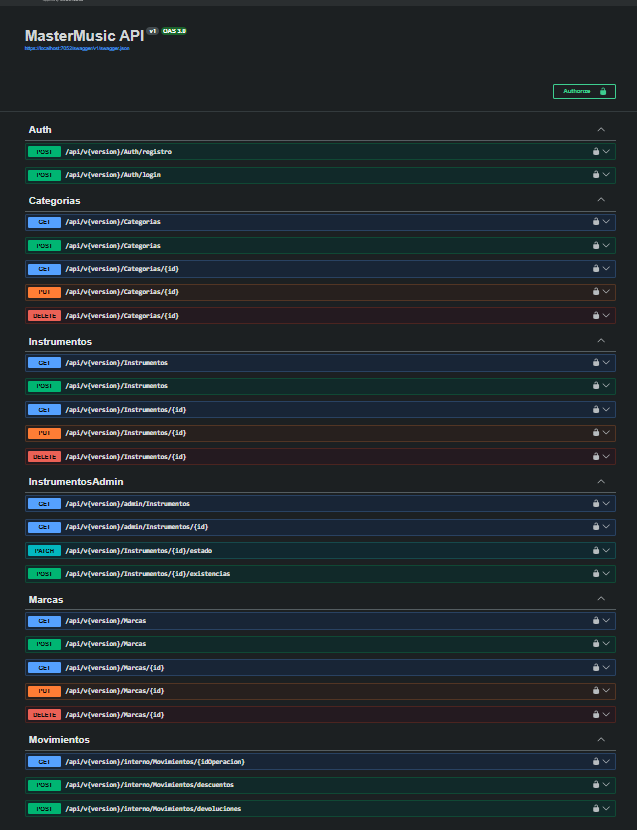 MasterMusic API v1 OAS 3.0
https://localhost:7052/swagger/v1/swagger.json
Authorize
Auth
POST /api/v{version}/Auth/registro
POST /api/v{version}/Auth/login
Categorias
GET /api/v{version}/Categorias
POST /api/v{version}/Categorias
GET /api/v{version}/Categorias/{id}
PUT /api/v{version}/Categorias/{id}
DELETE /api/v{version}/Categorias/{id}
Instrumentos
GET /api/v{version}/Instrumentos
POST /api/v{version}/Instrumentos
GET /api/v{version}/Instrumentos/{id}
PUT /api/v{version}/Instrumentos/{id}
DELETE /api/v{version}/Instrumentos/{id}
InstrumentosAdmin
GET /api/v{version}/admin/Instrumentos
GET /api/v{version}/admin/Instrumentos/{id}
PATCH /api/v{version}/Instrumentos/{id}/estado
POST /api/v{version}/Instrumentos/{id}/existencias
Marcas
GET /api/v{version}/Marcas
POST /api/v{version}/Marcas
GET /api/v{version}/Marcas/{id}
PUT /api/v{version}/Marcas/{id}
DELETE /api/v{version}/Marcas/{id}
Movimientos
GET /api/v{version}/interno/Movimientos/{idOperacion}
POST /api/v{version}/interno/Movimientos/descuentos
POST /api/v{version}/interno/Movimientos/devoluciones